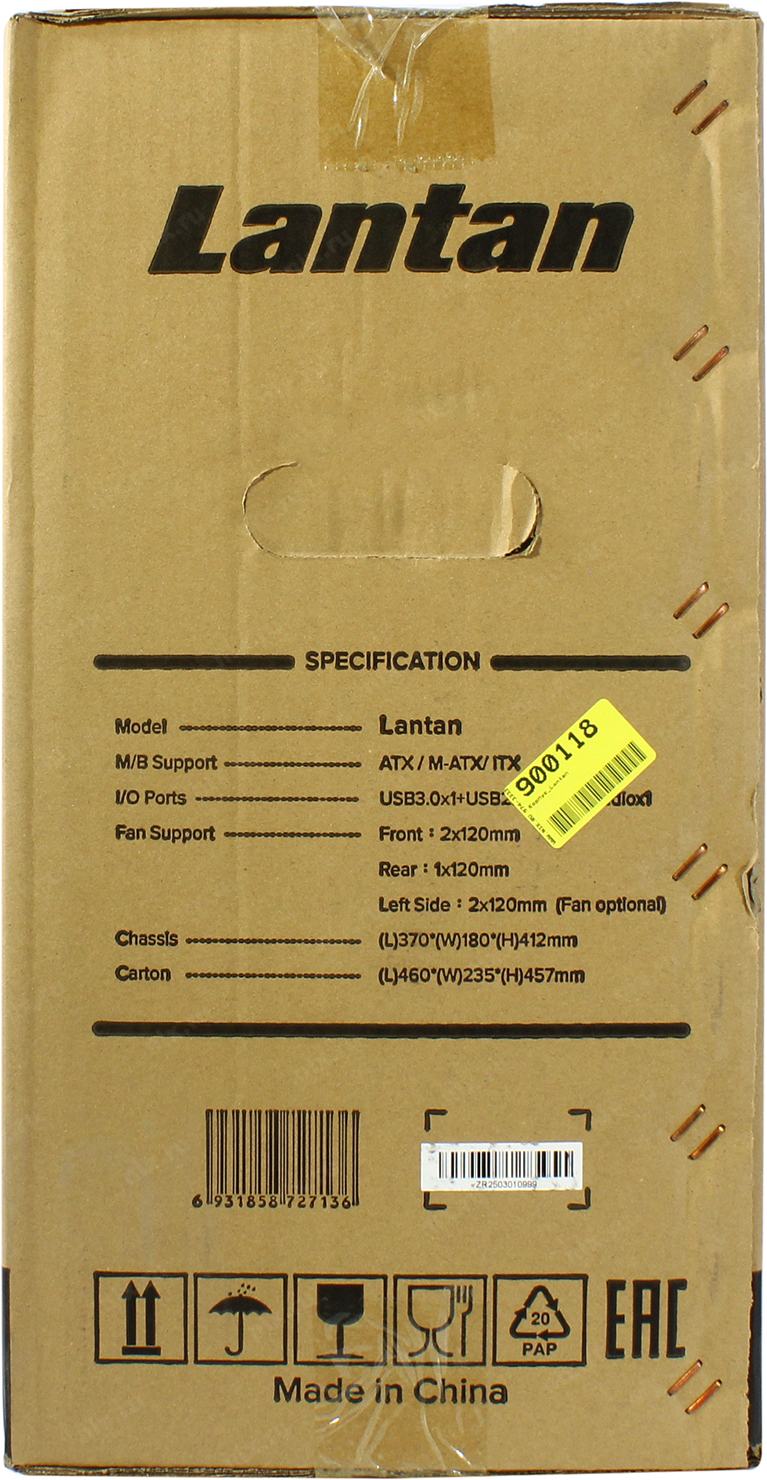 Lantan
SPECIFICATION
Model Lantan
M/B Support ATX / M-ATX/ ITX
I/O Ports USB3.0x1+USB2 diox1
Fan Support Front : 2x120mm
Rear : 1x120mm
Left Side : 2x120mm (Fan optional)
Chassis (L)370*(W)180*(H)412mm
Carton (L)460*(W)235*(H)457mm
900118
6 931858 727136
ZR2503010999
20
PAP
EAC
Made in China